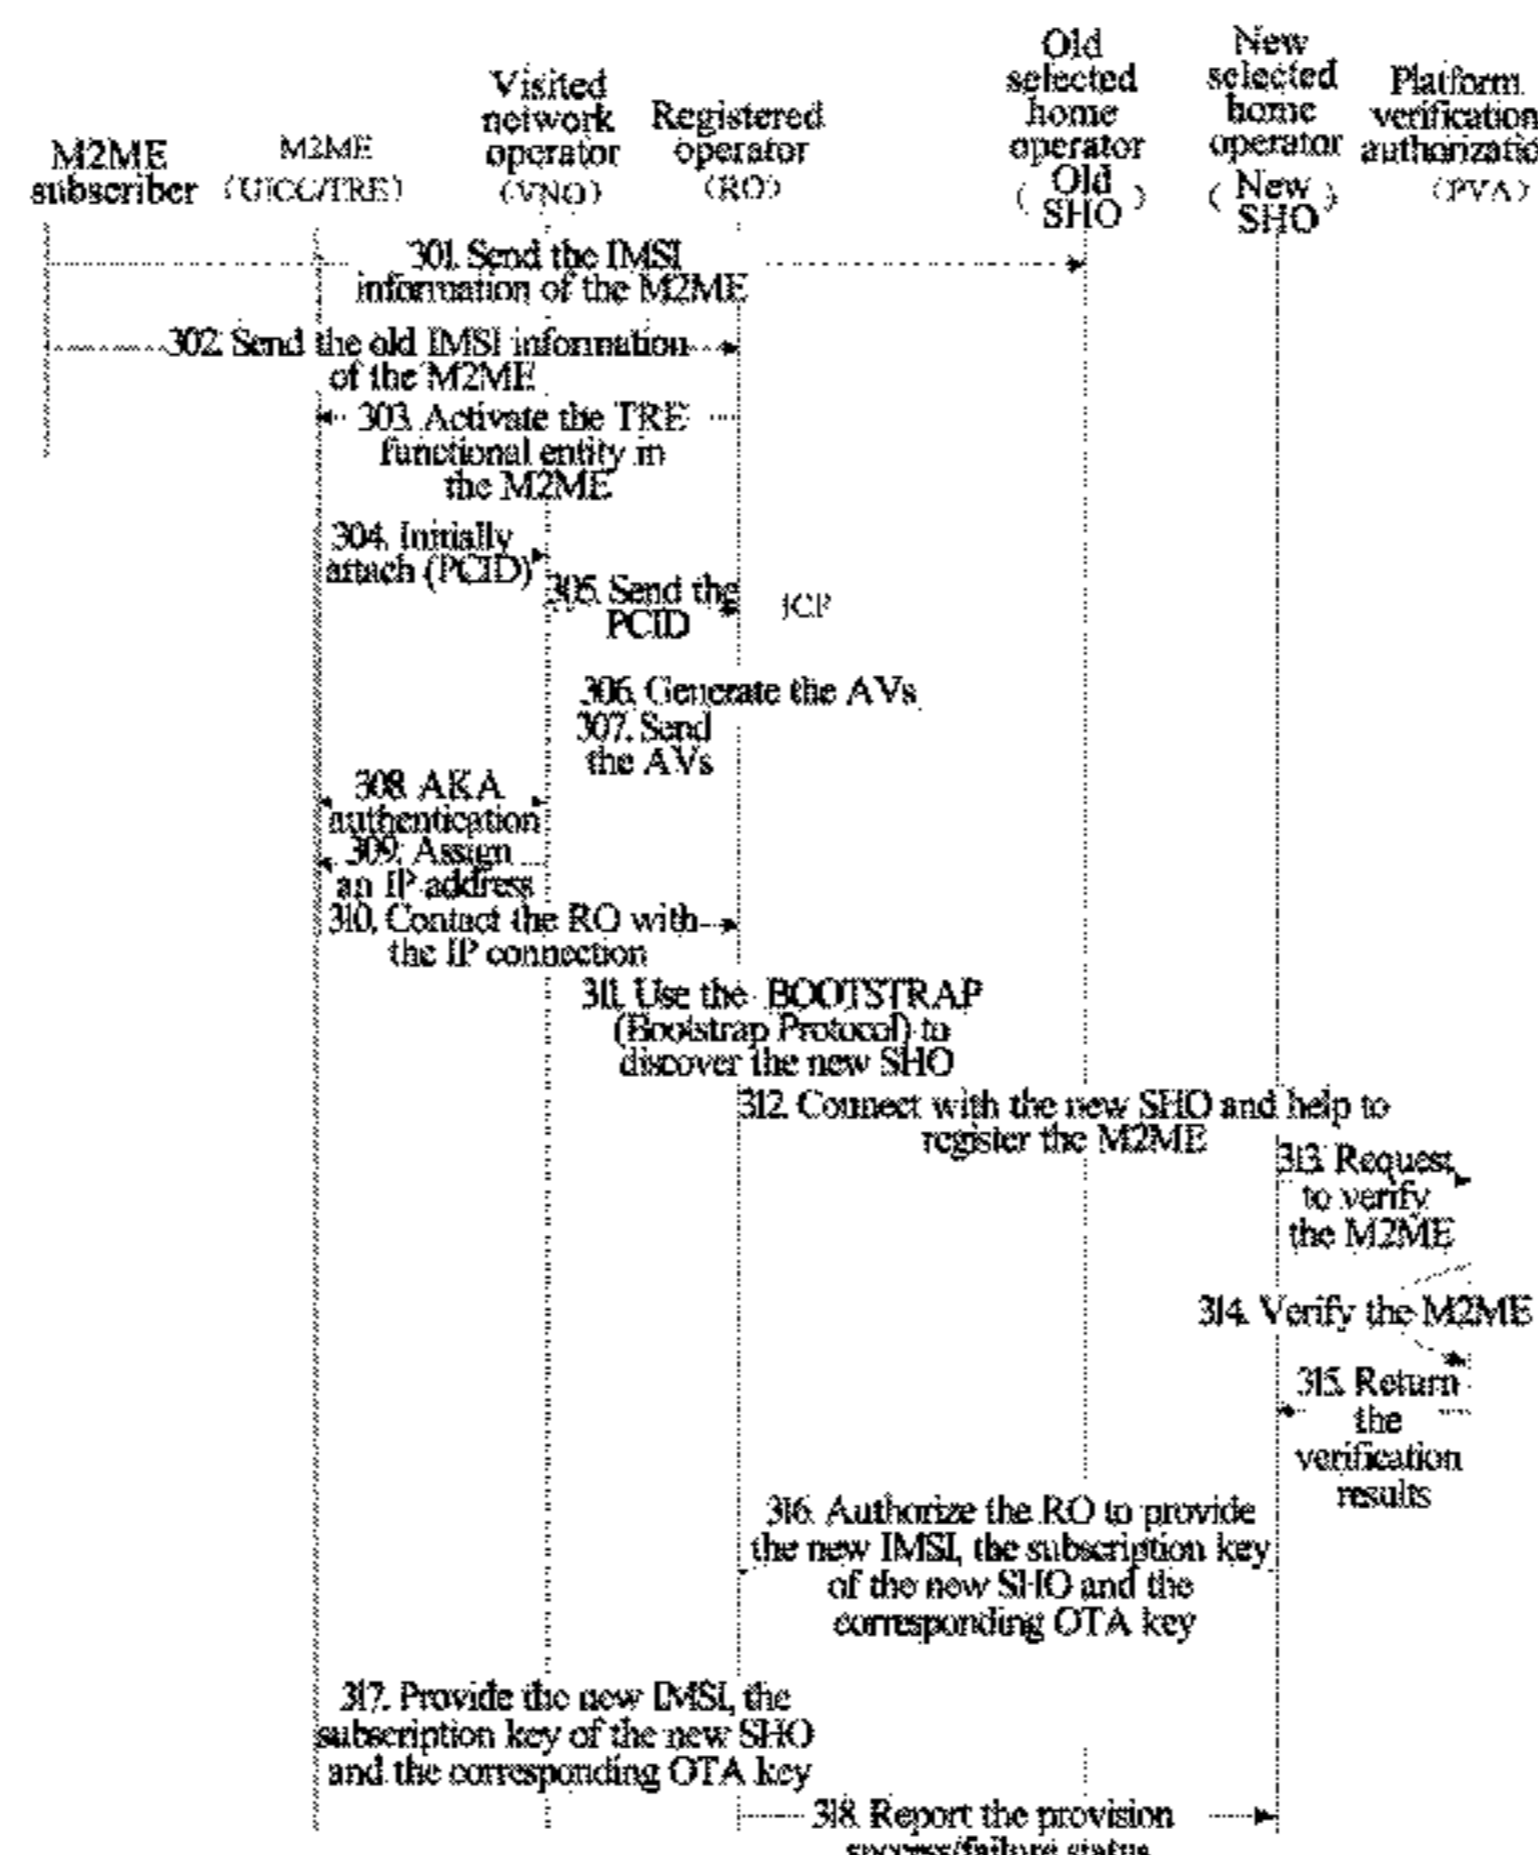 M2ME
subscriber
M2ME
(UICC/TRE)
Visited
network
operator
(VNO)
Registered
operator
(RO)
Old
selected
home
operator
( Old )
SHO
New
selected
home
operator
( New )
SHO
Platform
verification
authorizatio
(PVA)
301. Send the IMSI
information of the M2ME
302. Send the old IMSI information
of the M2ME
303. Activate the TRE
functional entity in
the M2ME
304. Initially
attach (PCID)
305. Send the
PCID
306. Generate the AVs
307. Send
the AVs
308. AKA
authentication
309. Assign
an IP address
310. Contact the RO with
the IP connection
311. Use the BOOTSTRAP
(Bootstrap Protocol) to
discover the new SHO
312. Connect with the new SHO and help to
register the M2ME
313. Request
to verify
the M2ME
314. Verify the M2ME
315. Return
the
verification
results
316. Authorize the RO to provide
the new IMSI, the subscription key
of the new SHO and the
corresponding OTA key
317. Provide the new IMSI, the
subscription key of the new SHO
and the corresponding OTA key
318. Report the provision
success/failure status